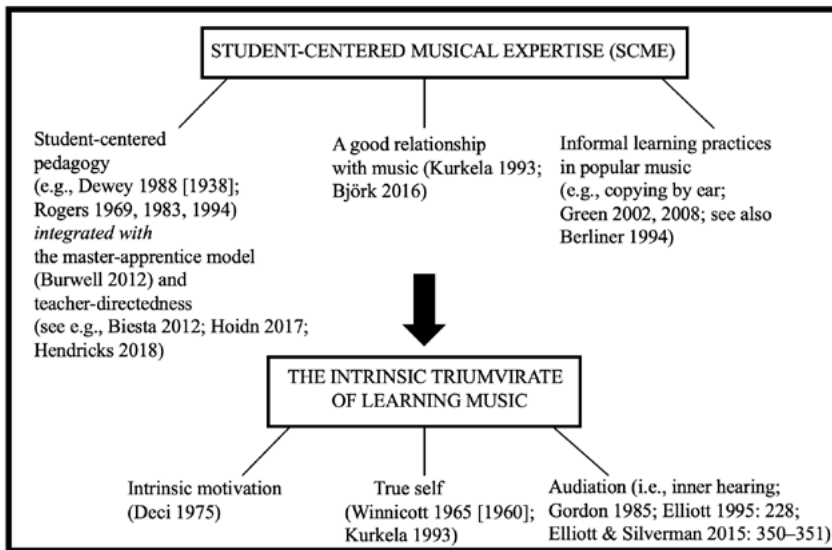 STUDENT-CENTERED MUSICAL EXPERTISE (SCME)
Student-centered
pedagogy
(e.g., Dewey 1988 [1938];
Rogers 1969, 1983, 1994)
integrated with
the master-apprentice model
(Burwell 2012) and
teacher-directedness
(see e.g., Biesta 2012; Hoidn 2017;
Hendricks 2018)
A good relationship
with music (Kurkela 1993;
Björk 2016)
Informal learning practices
in popular music
(e.g., copying by ear;
Green 2002, 2008; see also
Berliner 1994)
THE INTRINSIC TRIUMVIRATE
OF LEARNING MUSIC
Intrinsic motivation
(Deci 1975)
True self
(Winnicott 1965 [1960];
Kurkela 1993)
Audiation (i.e., inner hearing;
Gordon 1985; Elliott 1995: 228;
Elliott & Silverman 2015: 350–351)